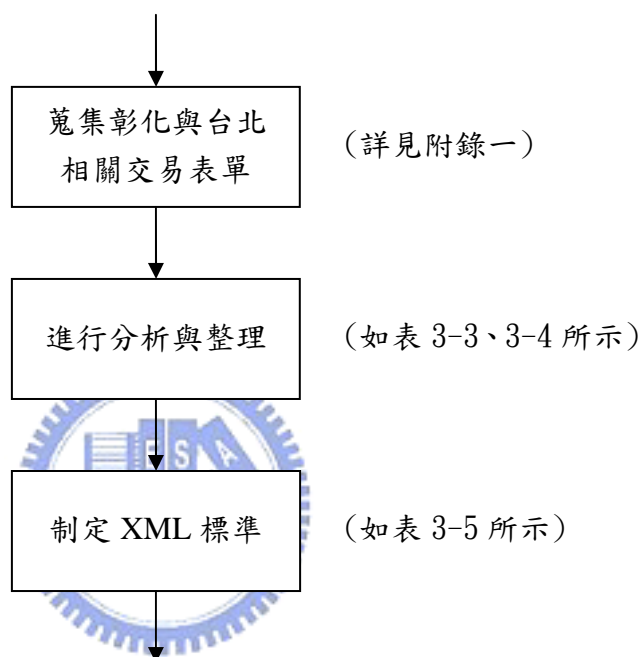 蒐集彰化與台北
相關交易表單
（詳見附錄一）
進行分析與整理
（如表 3-3、3-4 所示）
E S A
制定 XML 標準
（如表 3-5 所示）